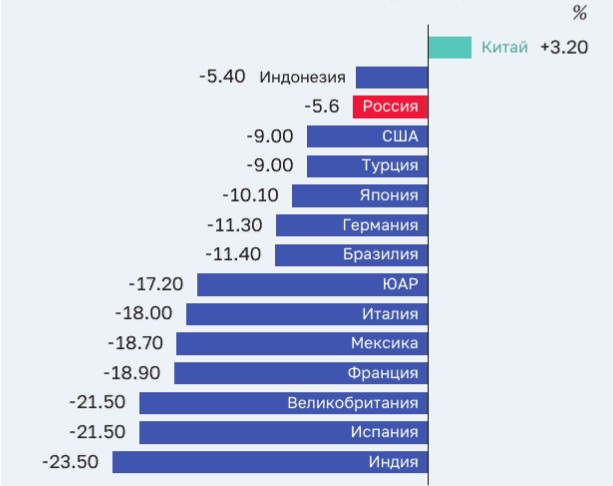 %
Китай +3.20
-5.40 Индонезия
-5.6 Россия
-9.00 США
-9.00 Турция
-10.10 Япония
-11.30 Германия
-11.40 Бразилия
-17.20 ЮАР
-18.00 Италия
-18.70 Мексика
-18.90 Франция
-21.50 Великобритания
-21.50 Испания
-23.50 Индия